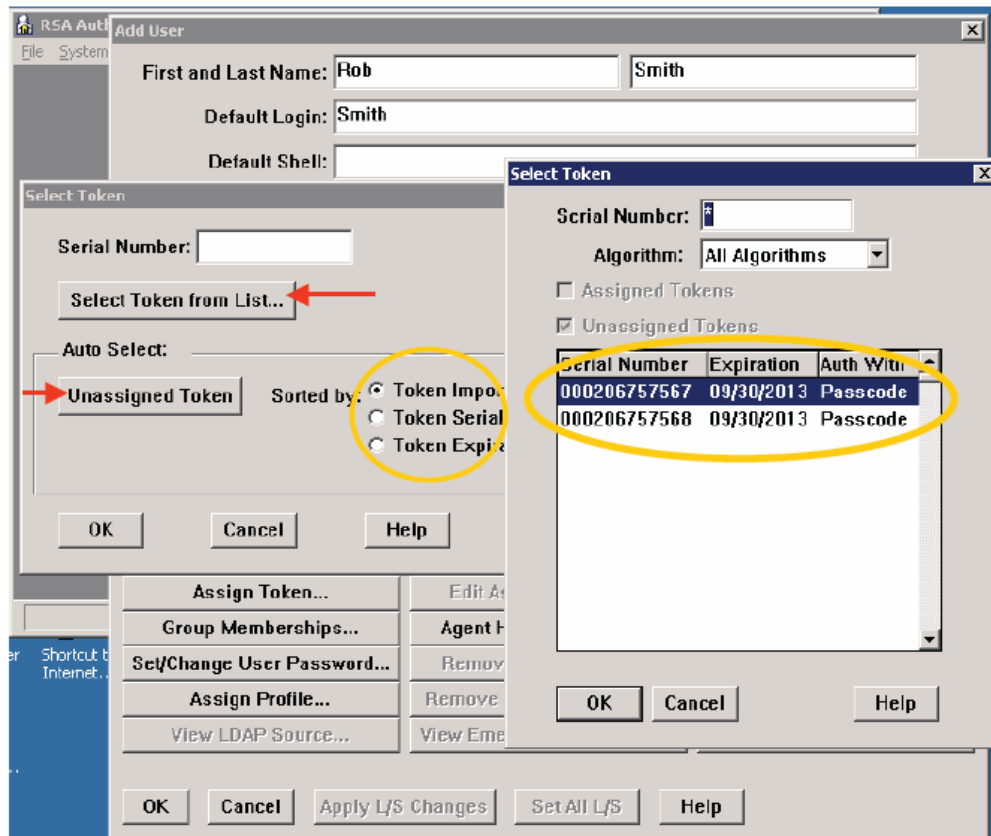 RSA Auth
File System
Add User
First and Last Name: Rob Smith
Default Login: Smith
Default Shell:
Select Token
Serial Number:
Select Token from List...
Auto Select:
Unassigned Token
Sorted by:
Token Impor
Token Serial
Token Expira
OK Cancel Help
Select Token
Serial Number: *
Algorithm: All Algorithms
Assigned Tokens
Unassigned Tokens
Serial Number Expiration Auth With
000206757567 09/30/2013 Passcode
000206757568 09/30/2013 Passcode
OK Cancel Help
Assign Token... Edit As
Group Memberships... Agent H
Set/Change User Password... Remov
Assign Profile... Remove
View LDAP Source... View Eme
er Shortcut t
Internet...
OK Cancel Apply L/S Changes Set All L/S Help